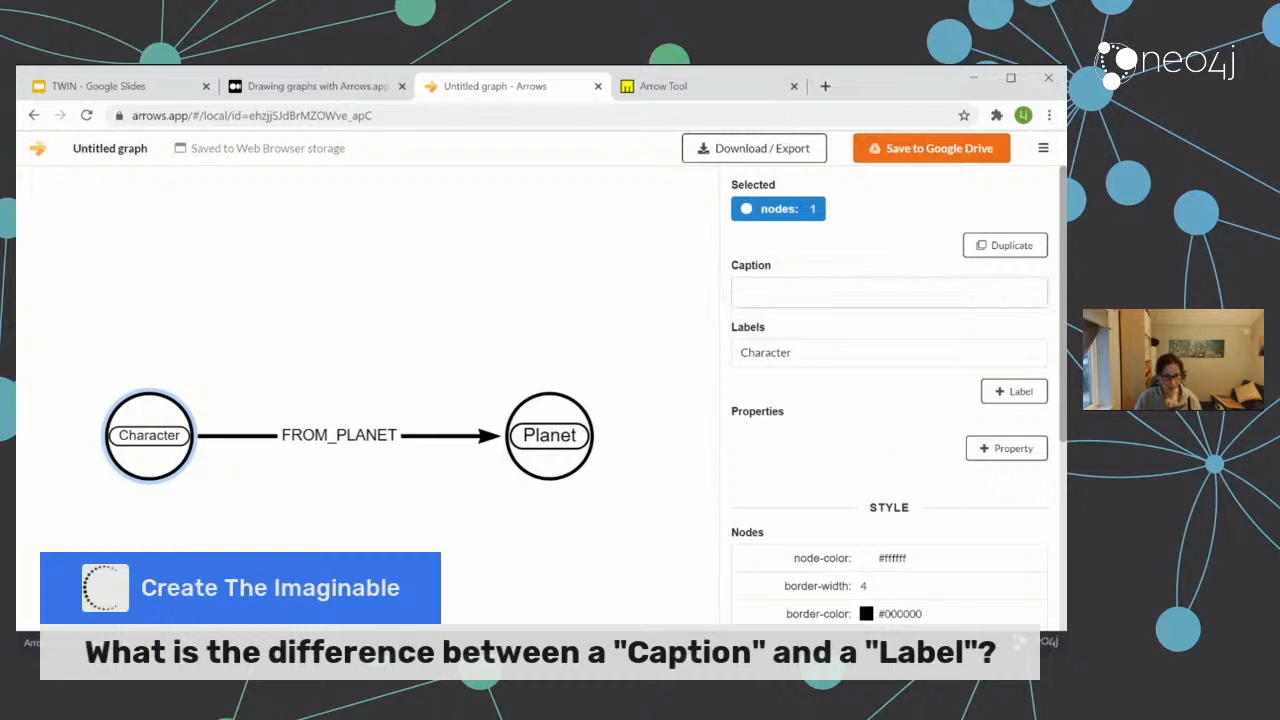 neo4j
TWIN - Google Slides
Drawing graphs with Arrows.app
Untitled graph - Arrows
Arrow Tool
arrows.app/#/local/id=ehzjjSJdBrMZOWve_apC
Untitled graph
Saved to Web Browser storage
Download / Export
Save to Google Drive
Selected
nodes: 1
Duplicate
Caption
Labels
Character
+ Label
Properties
+ Property
STYLE
Nodes
node-color: #ffffff
border-width: 4
border-color: #000000
Character
FROM_PLANET
Planet
Create The Imaginable
What is the difference between a "Caption" and a "Label"?